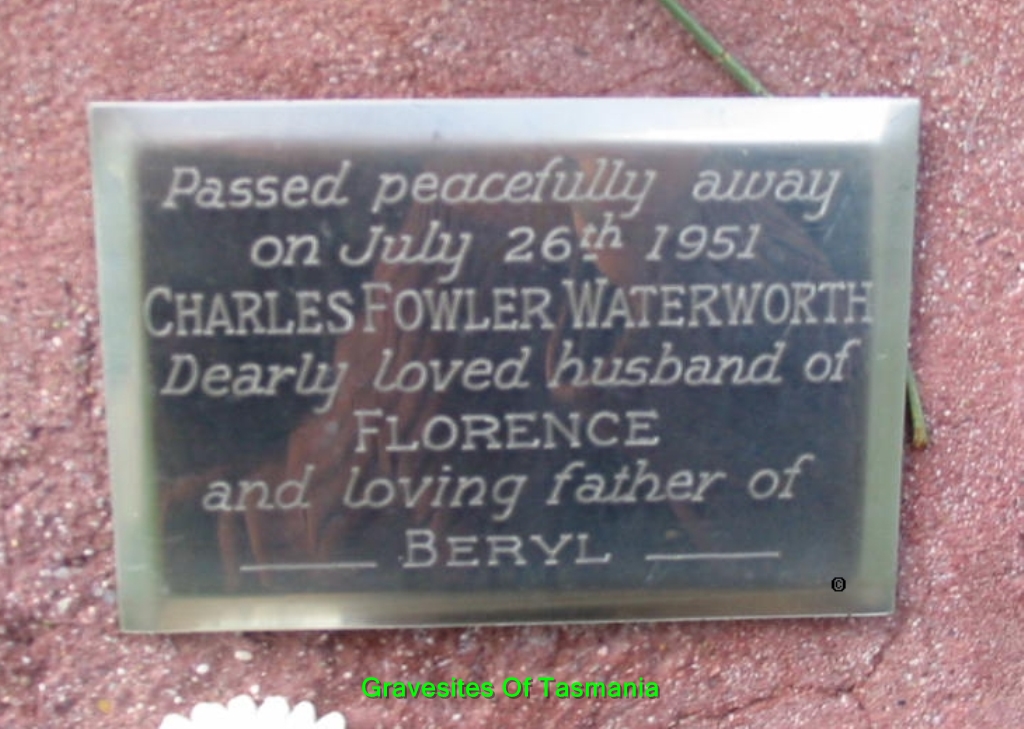 Passed peacefully away
on July 26th 1951
CHARLES FOWLER WATERWORTH
Dearly loved husband of
FLORENCE
and loving father of
BERYL
©
Gravesites Of Tasmania